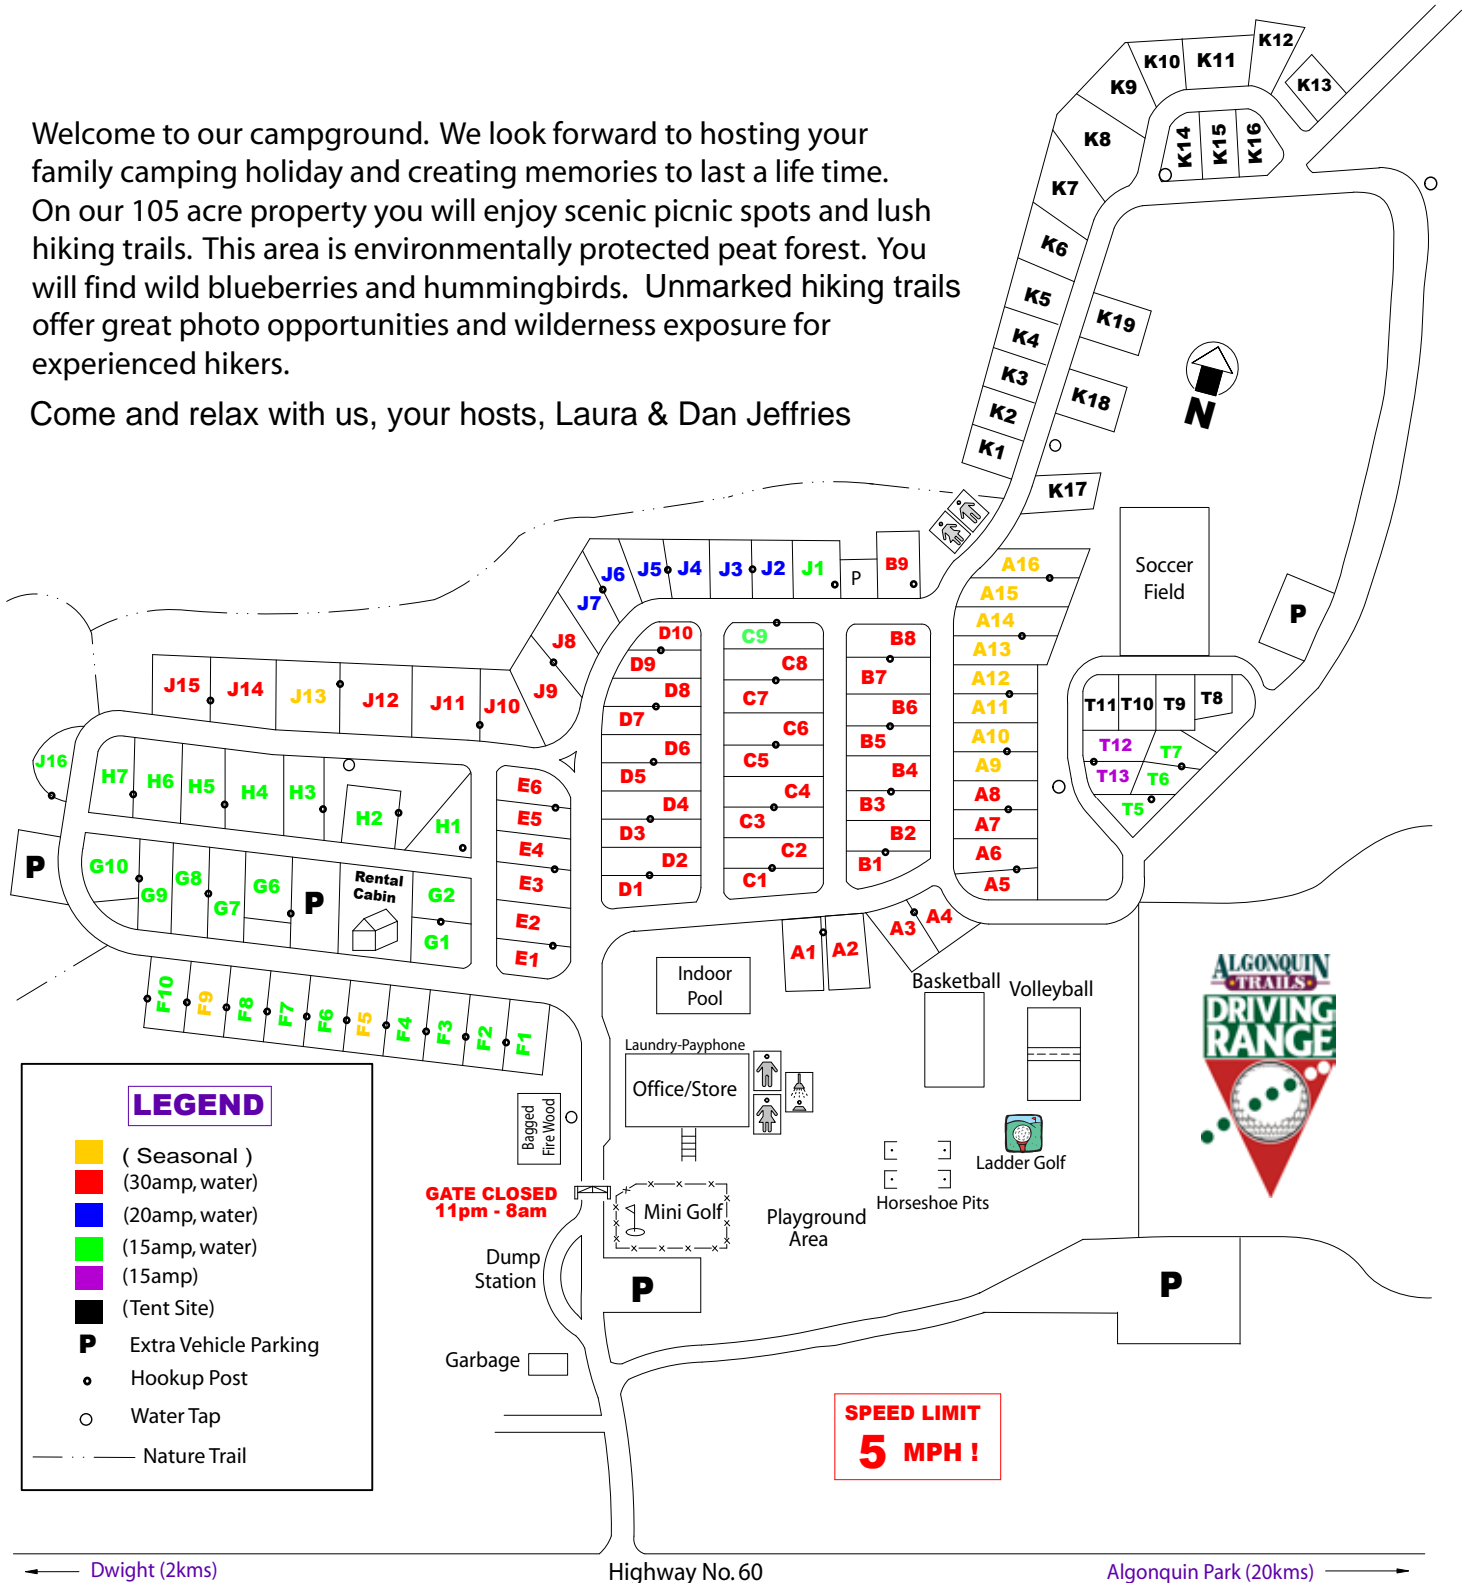 Welcome to our campground. We look forward to hosting your
family camping holiday and creating memories to last a life time.
On our 105 acre property you will enjoy scenic picnic spots and lush
hiking trails. This area is environmentally protected peat forest. You
will find wild blueberries and hummingbirds. Unmarked hiking trails
offer great photo opportunities and wilderness exposure for
experienced hikers.
Come and relax with us, your hosts, Laura & Dan Jeffries
K12
K10
K11
K13
K9
K8
K14
K15
K16
K7
K6
K5
K19
K4
K3
K18
K2
K1
K17
N
Soccer
Field
P
J7
J6
J5
J4
J3
J2
J1
P
B9
J15
J14
J13
J12
J11
J10
J9
J8
J16
A16
A15
A14
A13
A12
A11
A10
A9
A8
A7
A6
A5
D10
D9
D8
D7
D6
D5
D4
D3
D2
D1
C9
C8
C7
C6
C5
C4
C3
C2
C1
B8
B7
B6
B5
B4
B3
B2
B1
T11
T10
T9
T8
T12
T7
T13
T6
T5
H7
H6
H5
H4
H3
H2
H1
E6
E5
E4
E3
E2
E1
P
G10
G9
G8
G7
G6
P
Rental
Cabin
G2
G1
A1
A2
A3
A4
F10
F9
F8
F7
F6
F5
F4
F3
F2
F1
Indoor
Pool
Basketball
Volleyball
ALGONQUIN
TRAILS
DRIVING
RANGE
Laundry-Payphone
Office/Store
Bagged
Fire Wood
Ladder Golf
Horseshoe Pits
GATE CLOSED
11pm - 8am
Mini Golf
Playground
Area
Dump
Station
P
P
Garbage
LEGEND
( Seasonal )
(30amp, water)
(20amp, water)
(15amp, water)
(15amp)
(Tent Site)
P Extra Vehicle Parking
Hookup Post
Water Tap
Nature Trail
SPEED LIMIT
5 MPH !
Dwight (2kms)
Highway No. 60
Algonquin Park (20kms)